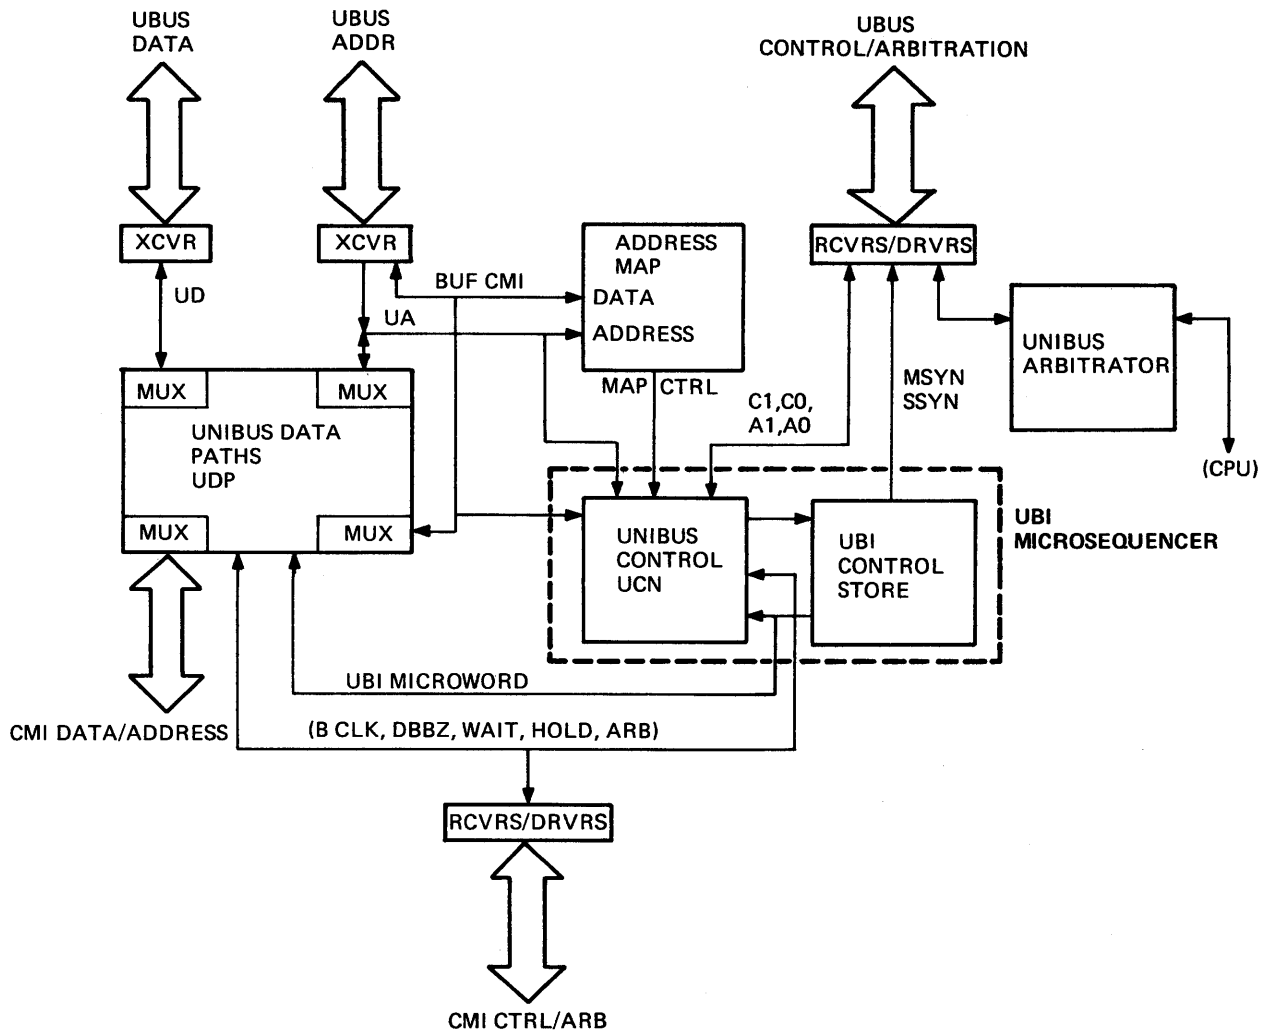 UBUS
DATA
UBUS
ADDR
UBUS
CONTROL/ARBITRATION
XCVR
XCVR
RCVRS/DRVRS
ADDRESS
MAP
DATA
ADDRESS
BUF CMI
UD
UA
UNIBUS
ARBITRATOR
MUX
MUX
MAP CTRL
C1,C0,
A1,A0
MSYN
SSYN
UNIBUS DATA
PATHS
UDP
(CPU)
MUX
MUX
UNIBUS
CONTROL
UCN
UBI
CONTROL
STORE
UBI
MICROSEQUENCER
UBI MICROWORD
CMI DATA/ADDRESS
(B CLK, DBBZ, WAIT, HOLD, ARB)
RCVRS/DRVRS
CMI CTRL/ARB